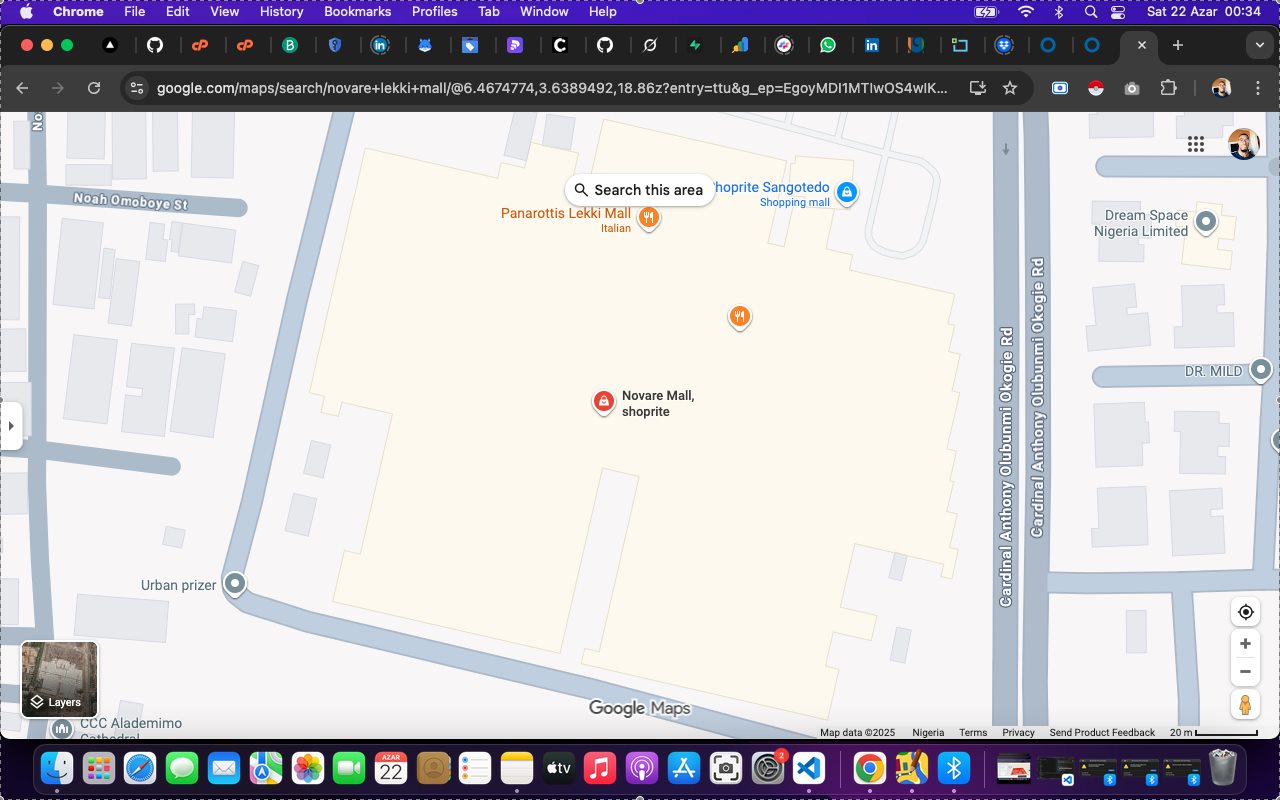 Chrome File Edit View History Bookmarks Profiles Tab Window Help Sat 22 Azar 00:34
google.com/maps/search/novare+lekki+mall/@6.4674774,3.6389492,18.86z?entry=ttu&g_ep=EgoyMDI1MTIwOS4wIK...
No
Noah Omoboye St
Search this area
Panarottis Lekki Mall
Italian
hoprite Sangotedo
Shopping mall
Dream Space
Nigeria Limited
Novare Mall,
shoprite
DR. MILD
Cardinal Anthony Olubunmi Okogie Rd
Cardinal Anthony Olubunmi Okogie Rd
Urban prizer
Layers
CCC Alademimo
Cathedral
Google Maps
Map data ©2025 Nigeria Terms Privacy Send Product Feedback 20 m
AZAR
22
tv
2